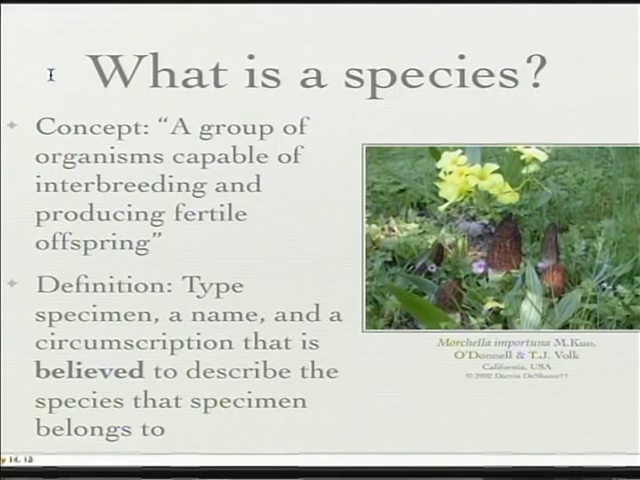 What is a species?
Concept: “A group of
organisms capable of
interbreeding and
producing fertile
offspring”
Definition: Type
specimen, a name, and a
circumscription that is
believed to describe the
species that specimen
belongs to
Morchella importuna M.Kuo,
O'Donnell & T.J. Volk
California, USA
© 2002 Darvin